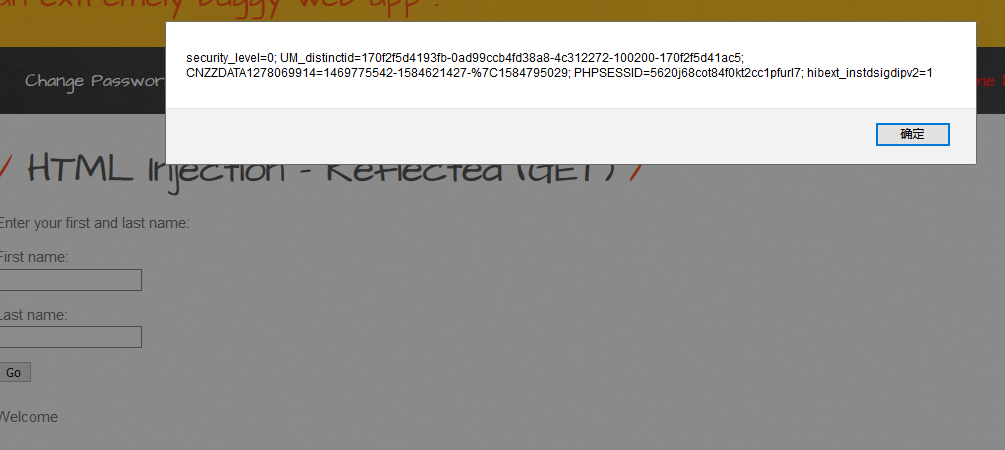 an extremely buggy web app !
security_level=0; UM_distinctid=170f2f5d4193fb-0ad99ccb4fd38a8-4c312272-100200-170f2f5d41ac5;
CNZZDATA1278069914=1469775542-1584621427-%7C1584795029; PHPSESSID=5620j68cot84f0kt2cc1pfurl7; hibext_instdsigdipv2=1
Change Passwor
确定
/ HTML Injection - Reflected (GET) /
Enter your first and last name:
First name:
Last name:
Go
Welcome